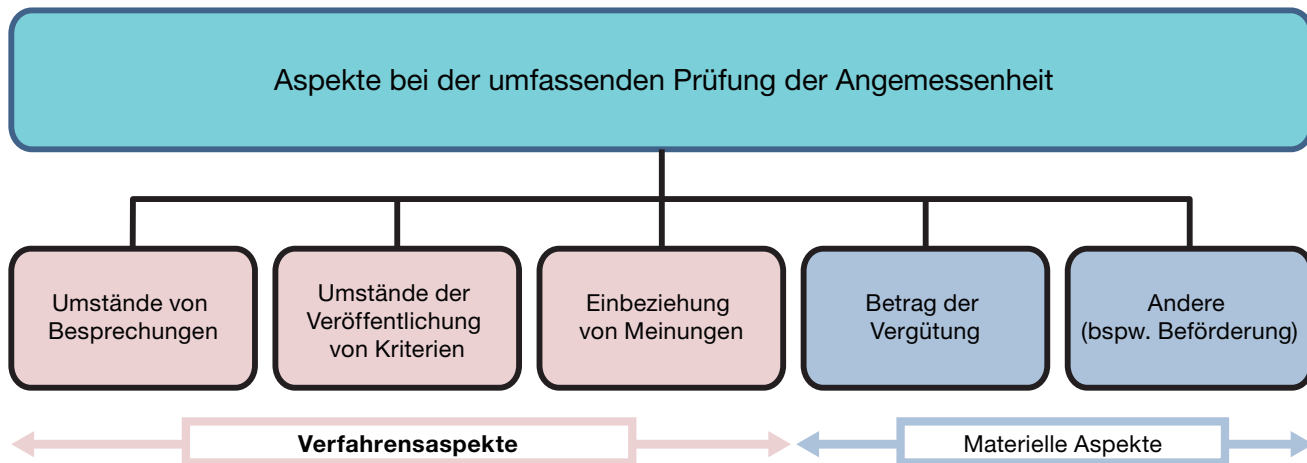 Aspekte bei der umfassenden Prüfung der Angemessenheit
Umstände von
Besprechungen
Umstände der
Veröffentlichung
von Kriterien
Einbeziehung
von Meinungen
Betrag der
Vergütung
Andere
(bspw. Beförderung)
Verfahrensaspekte
Materielle Aspekte